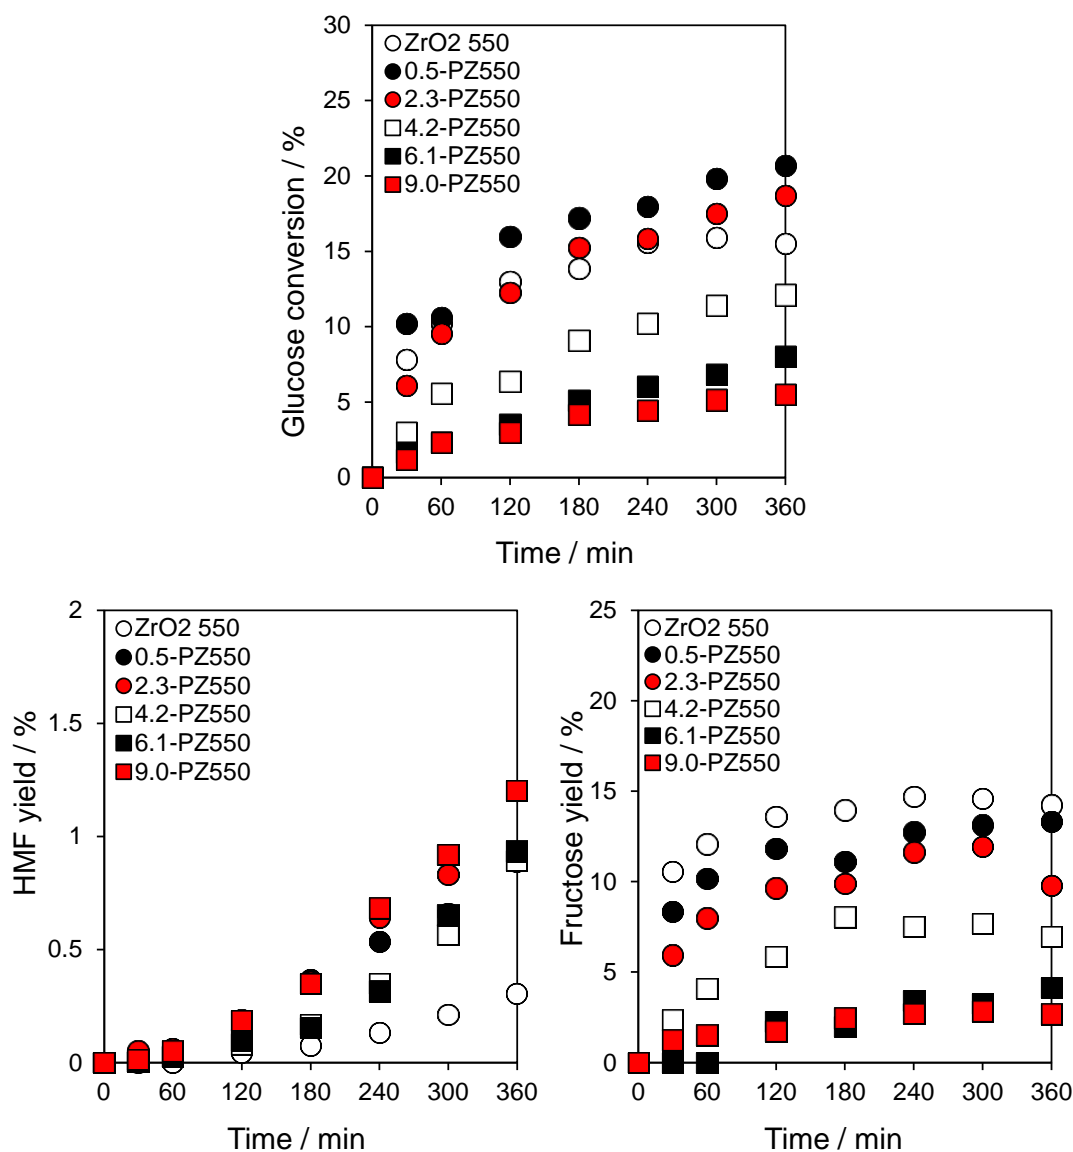 30
25
20
15
10
5
0
Glucose conversion / %
ZrO2 550
0.5-PZ550
2.3-PZ550
4.2-PZ550
6.1-PZ550
9.0-PZ550
0 60 120 180 240 300 360
Time / min
2
1.5
1
0.5
0
HMF yield / %
ZrO2 550
0.5-PZ550
2.3-PZ550
4.2-PZ550
6.1-PZ550
9.0-PZ550
0 60 120 180 240 300 360
Time / min
25
20
15
10
5
0
Fructose yield / %
ZrO2 550
0.5-PZ550
2.3-PZ550
4.2-PZ550
6.1-PZ550
9.0-PZ550
0 60 120 180 240 300 360
Time / min